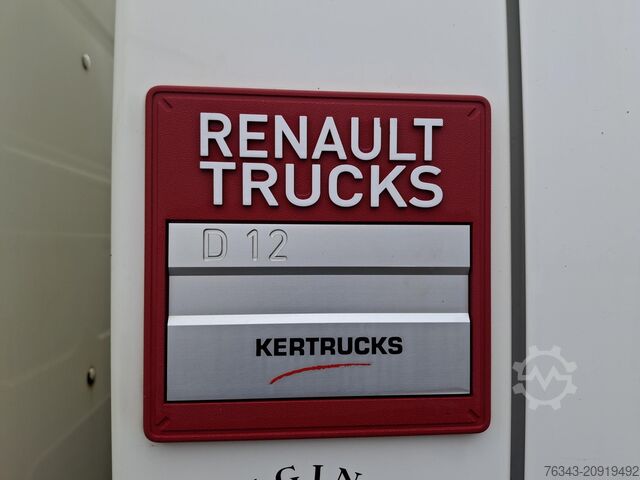 RENAULT
TRUCKS
D 12
KERTRUCKS
76343-20919492